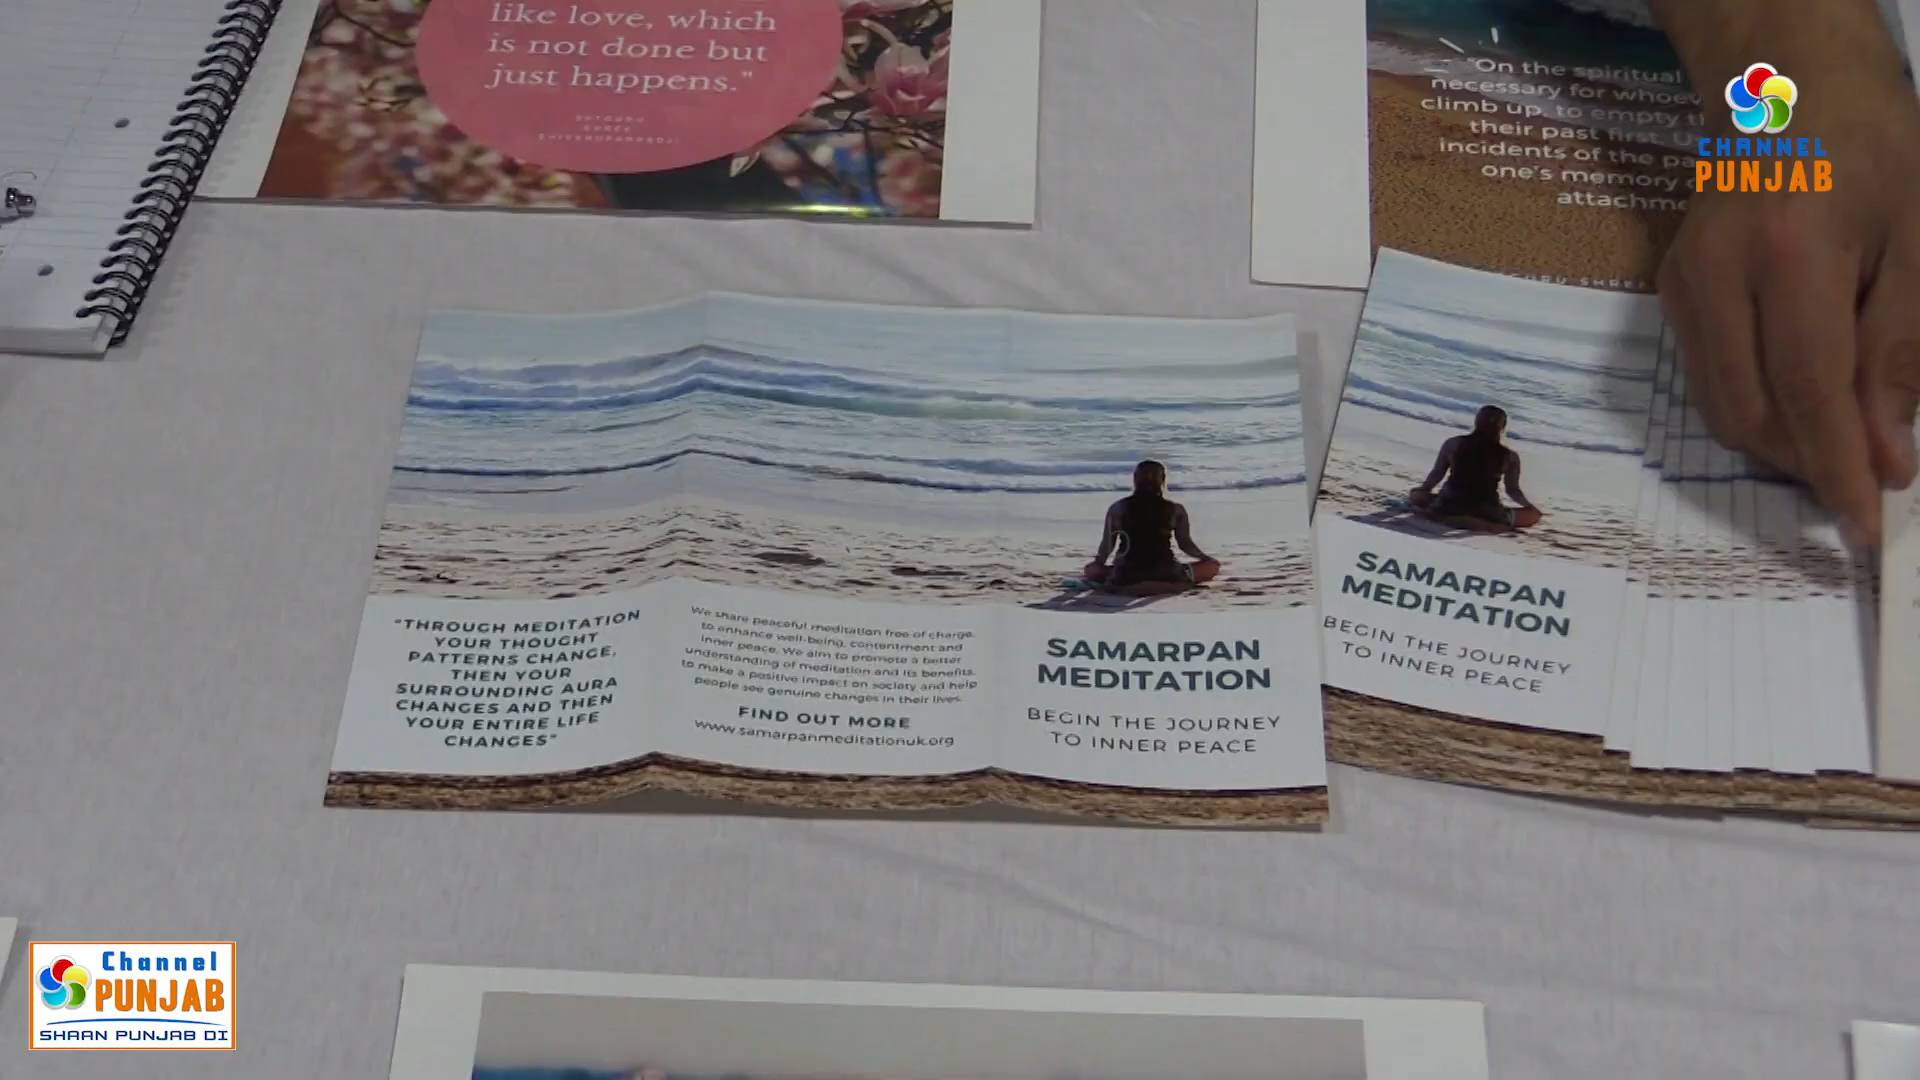 like love, which
is not done but
just happens."
SATGURU
SHREE
SHIVKRUPANANDJI
"On the spiritual
necessary for whoev
climb up, to empty t
their past first. U
incidents of the pa
one's memory
attachme
SHREE
CHANNEL
PUNJAB
"THROUGH MEDITATION
YOUR THOUGHT
PATTERNS CHANGE,
THEN YOUR
SURROUNDING AURA
CHANGES AND THEN
YOUR ENTIRE LIFE
CHANGES"
We share peaceful meditation free of charge,
to enhance well-being, contentment and
inner peace. We aim to promote a better
understanding of meditation and its benefits,
to make a positive impact on society and help
people see genuine changes in their lives.
FIND OUT MORE
www.samarpanmeditationuk.org
SAMARPAN
MEDITATION
BEGIN THE JOURNEY
TO INNER PEACE
SAMARPAN
MEDITATION
BEGIN THE JOURNEY
TO INNER PEACE
Channel
PUNJAB
SHAAN PUNJAB DI